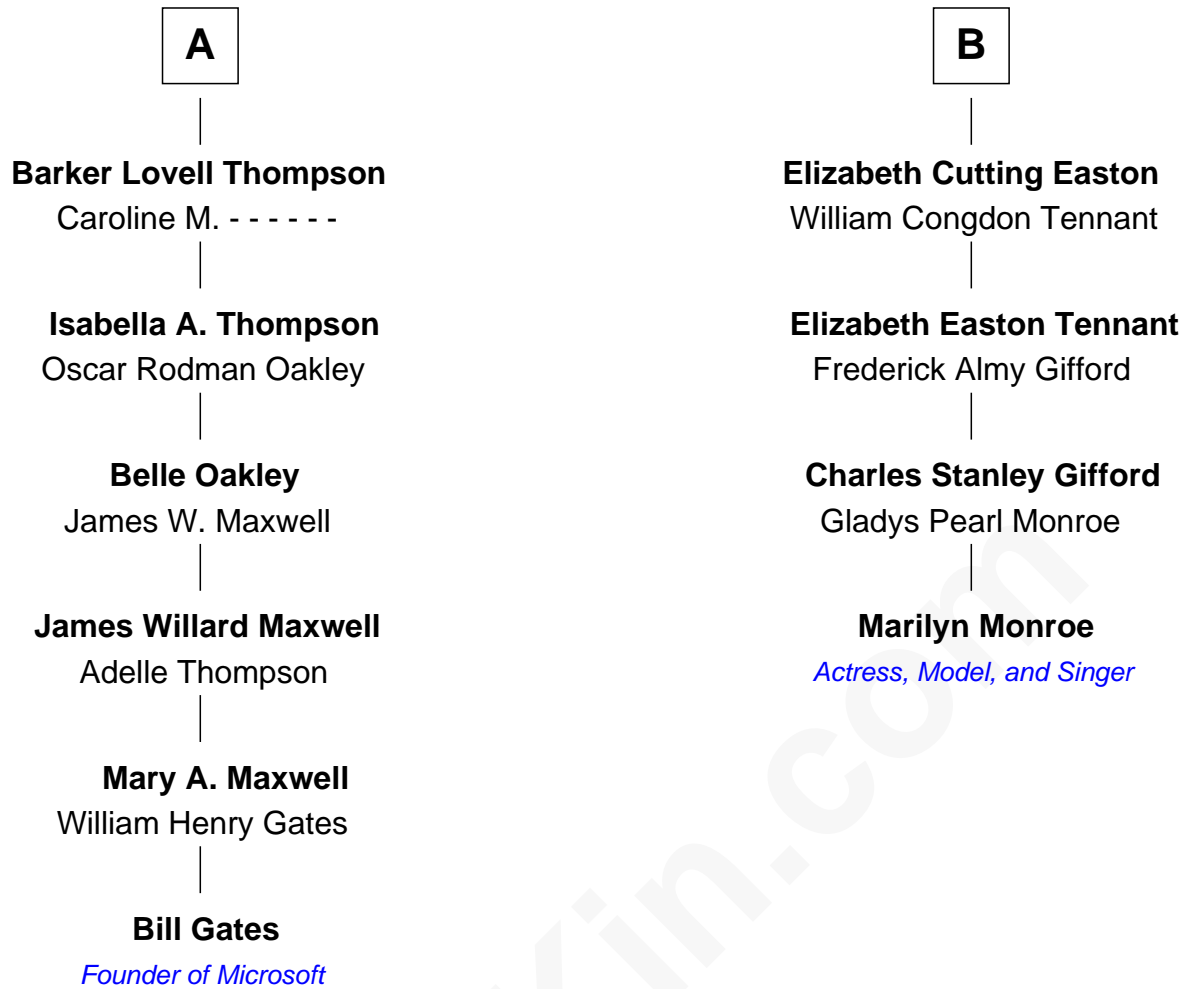 A
Barker Lovell Thompson
Caroline M. - - - - - -
Isabella A. Thompson
Oscar Rodman Oakley
Belle Oakley
James W. Maxwell
James Willard Maxwell
Adelle Thompson
Mary A. Maxwell
William Henry Gates
Bill Gates
Founder of Microsoft
B
Elizabeth Cutting Easton
William Congdon Tennant
Elizabeth Easton Tennant
Frederick Almy Gifford
Charles Stanley Gifford
Gladys Pearl Monroe
Marilyn Monroe
Actress, Model, and Singer
Kin.com